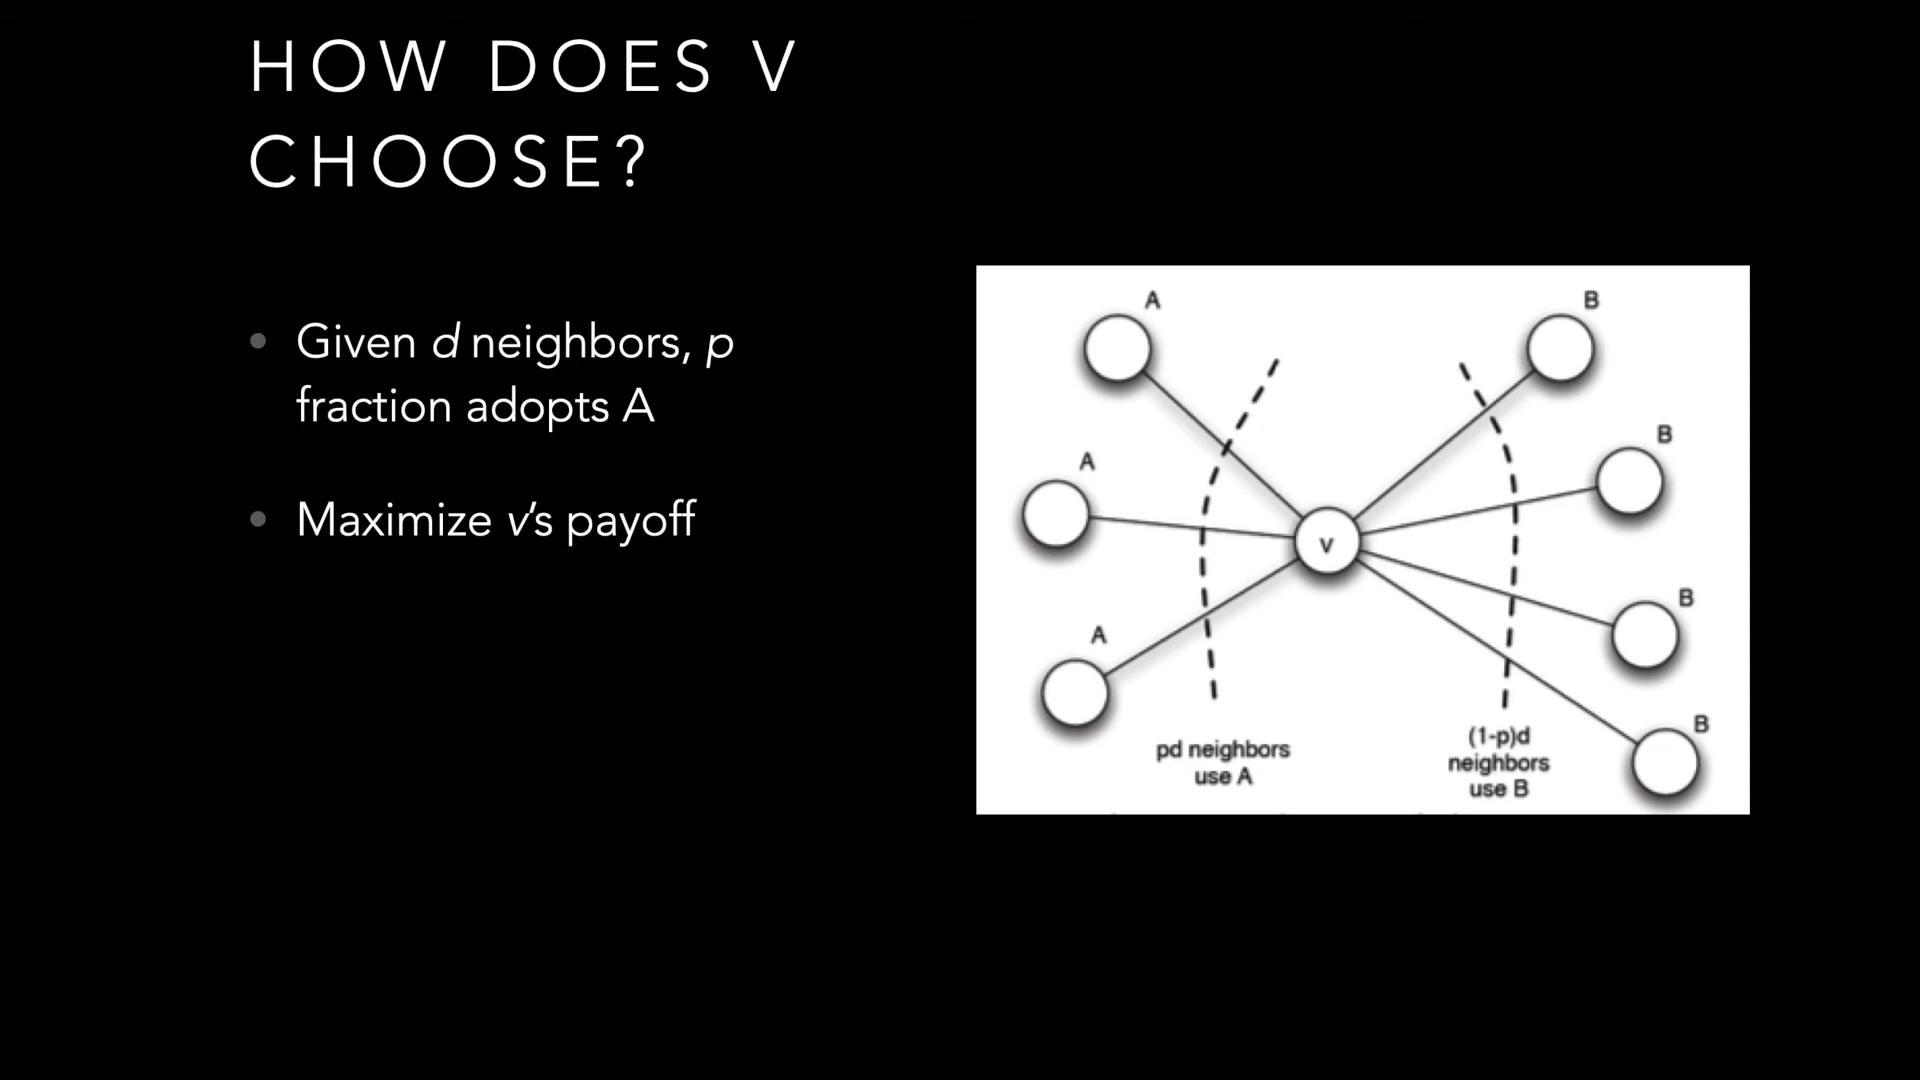 HOW DOES V
CHOOSE?
• Given d neighbors, p
fraction adopts A
• Maximize v's payoff
A
B
A
B
v
A
B
B
pd neighbors
use A
(1-p)d
neighbors
use B